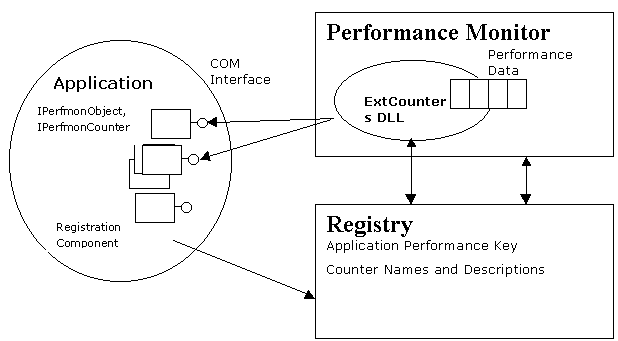 Performance Monitor
Performance
Data
ExtCounter
s DLL
COM
Interface
Application
IPerfmonObject,
IPerfmonCounter
Registration
Component
Registry
Application Performance Key
Counter Names and Descriptions